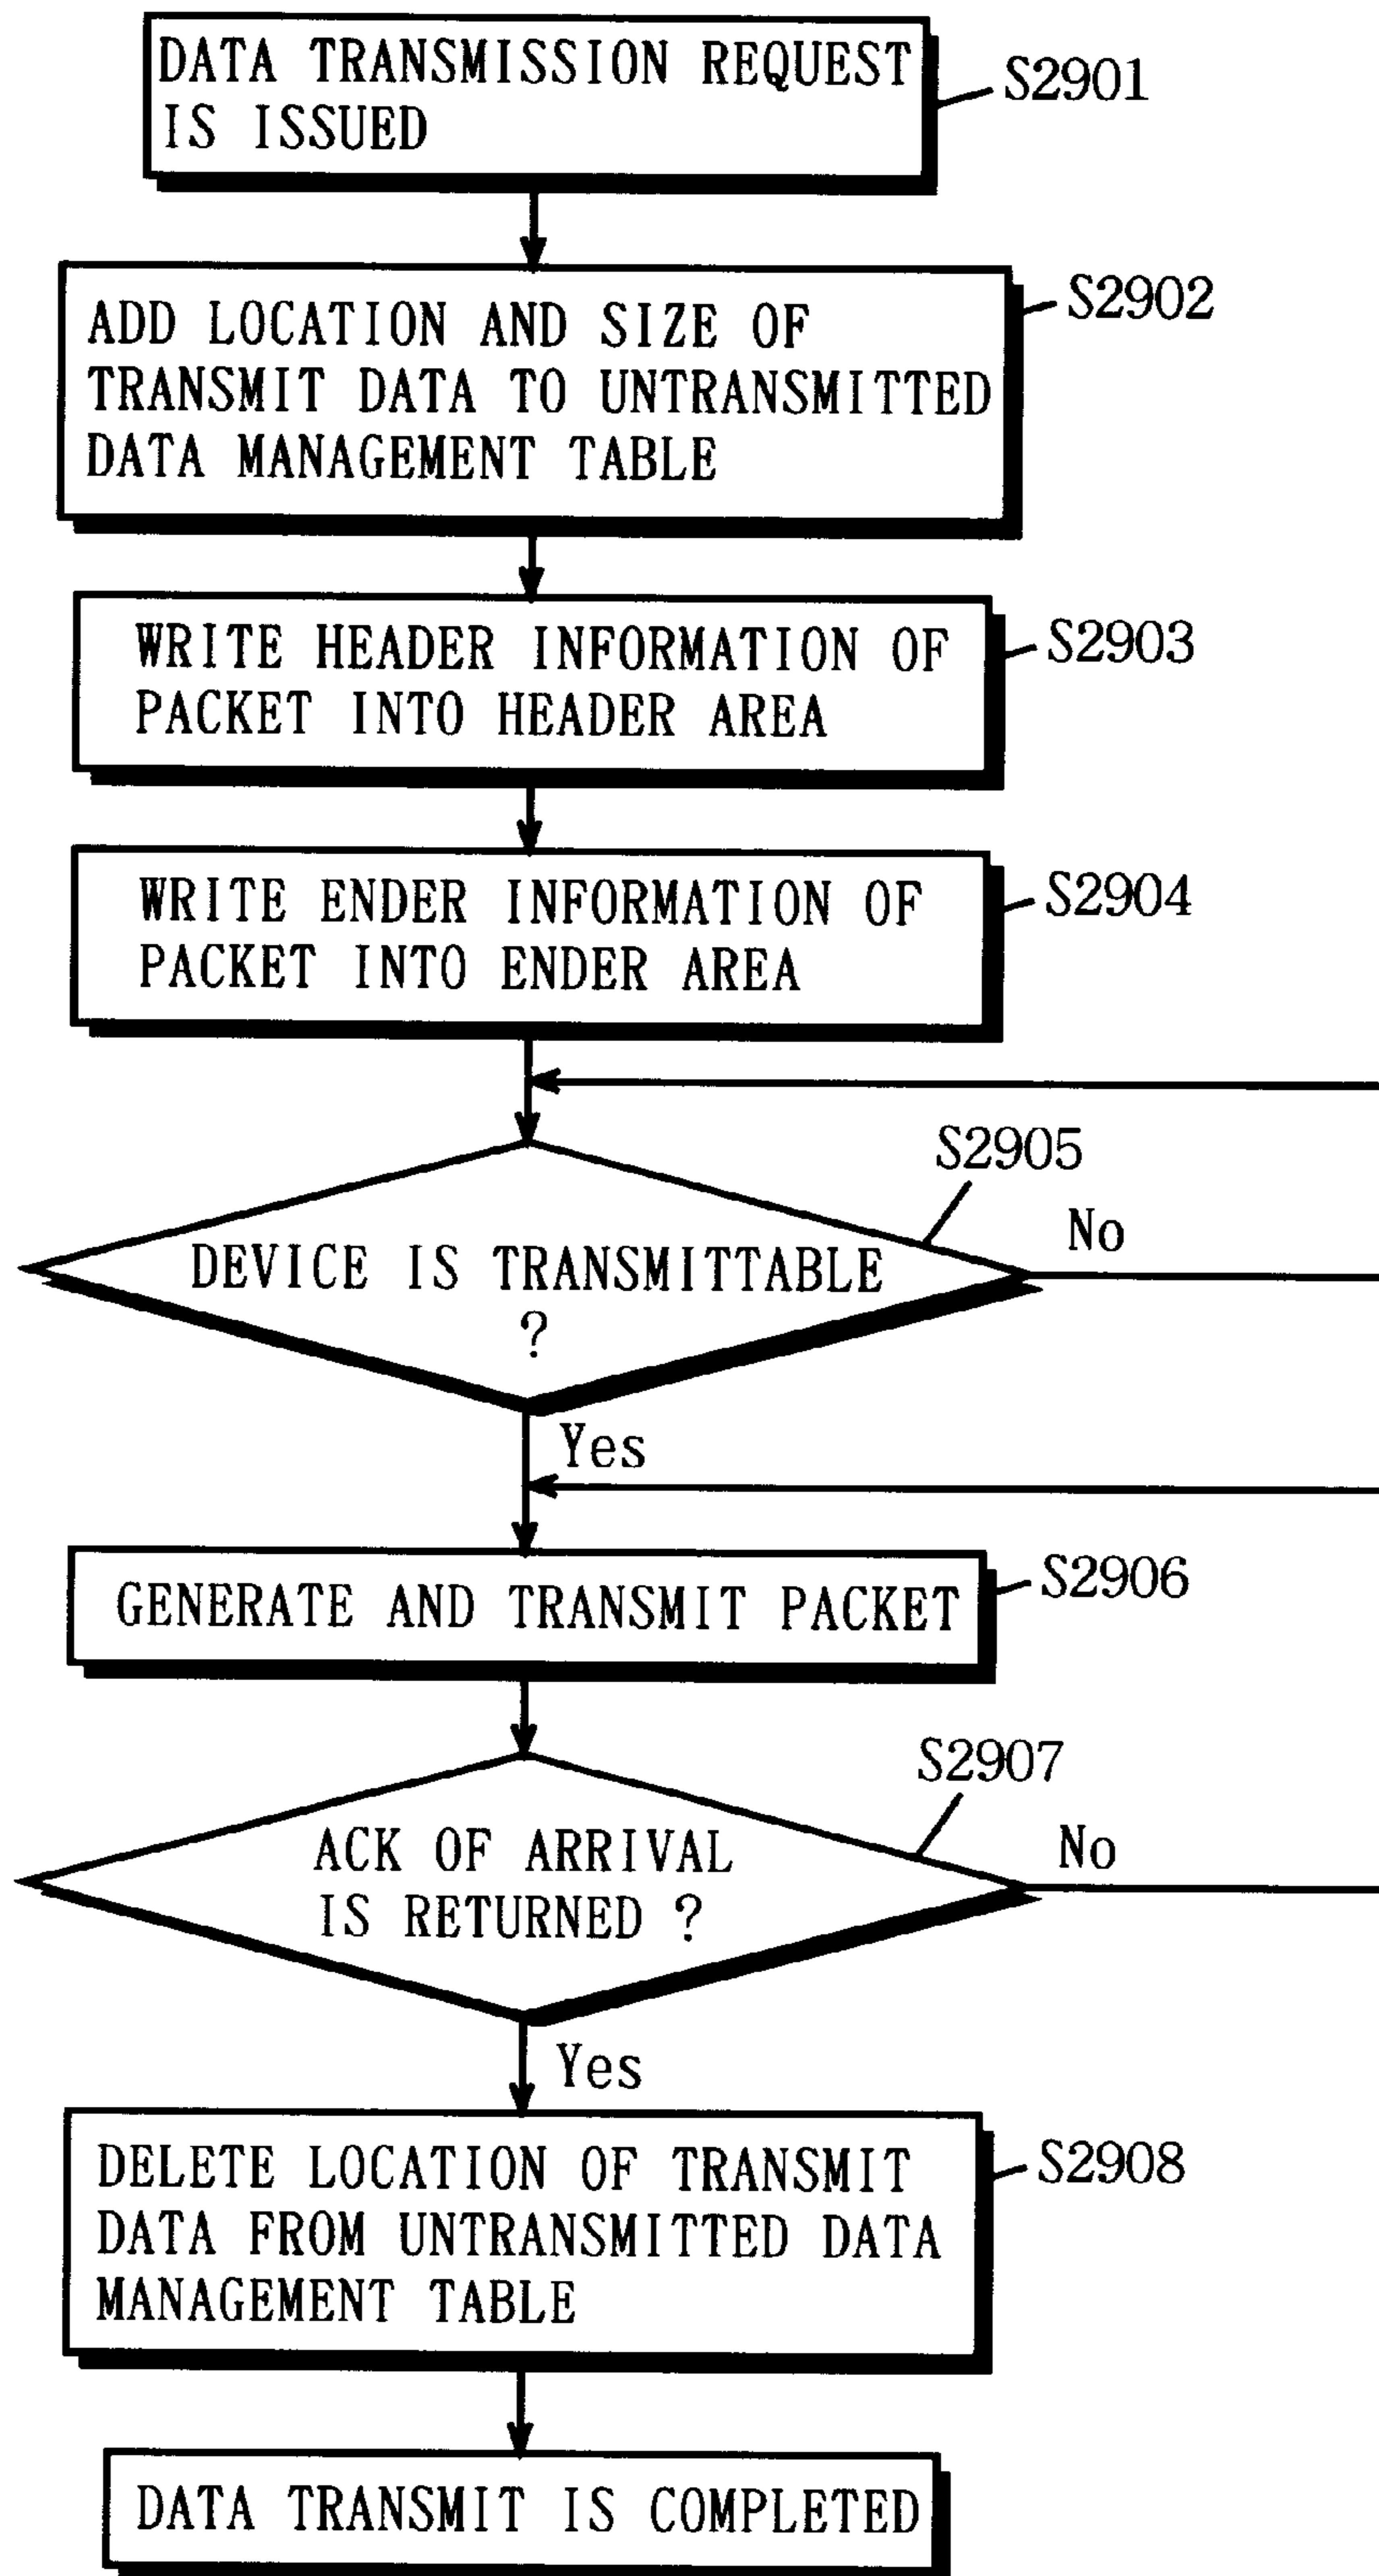 DATA TRANSMISSION REQUEST
IS ISSUED
S2901
ADD LOCATION AND SIZE OF
TRANSMIT DATA TO UNTRANSMITTED
DATA MANAGEMENT TABLE
S2902
WRITE HEADER INFORMATION OF
PACKET INTO HEADER AREA
S2903
WRITE ENDER INFORMATION OF
PACKET INTO ENDER AREA
S2904
S2905
DEVICE IS TRANSMITTABLE
?
No
Yes
GENERATE AND TRANSMIT PACKET
S2906
S2907
ACK OF ARRIVAL
IS RETURNED ?
No
Yes
DELETE LOCATION OF TRANSMIT
DATA FROM UNTRANSMITTED DATA
MANAGEMENT TABLE
S2908
DATA TRANSMIT IS COMPLETED